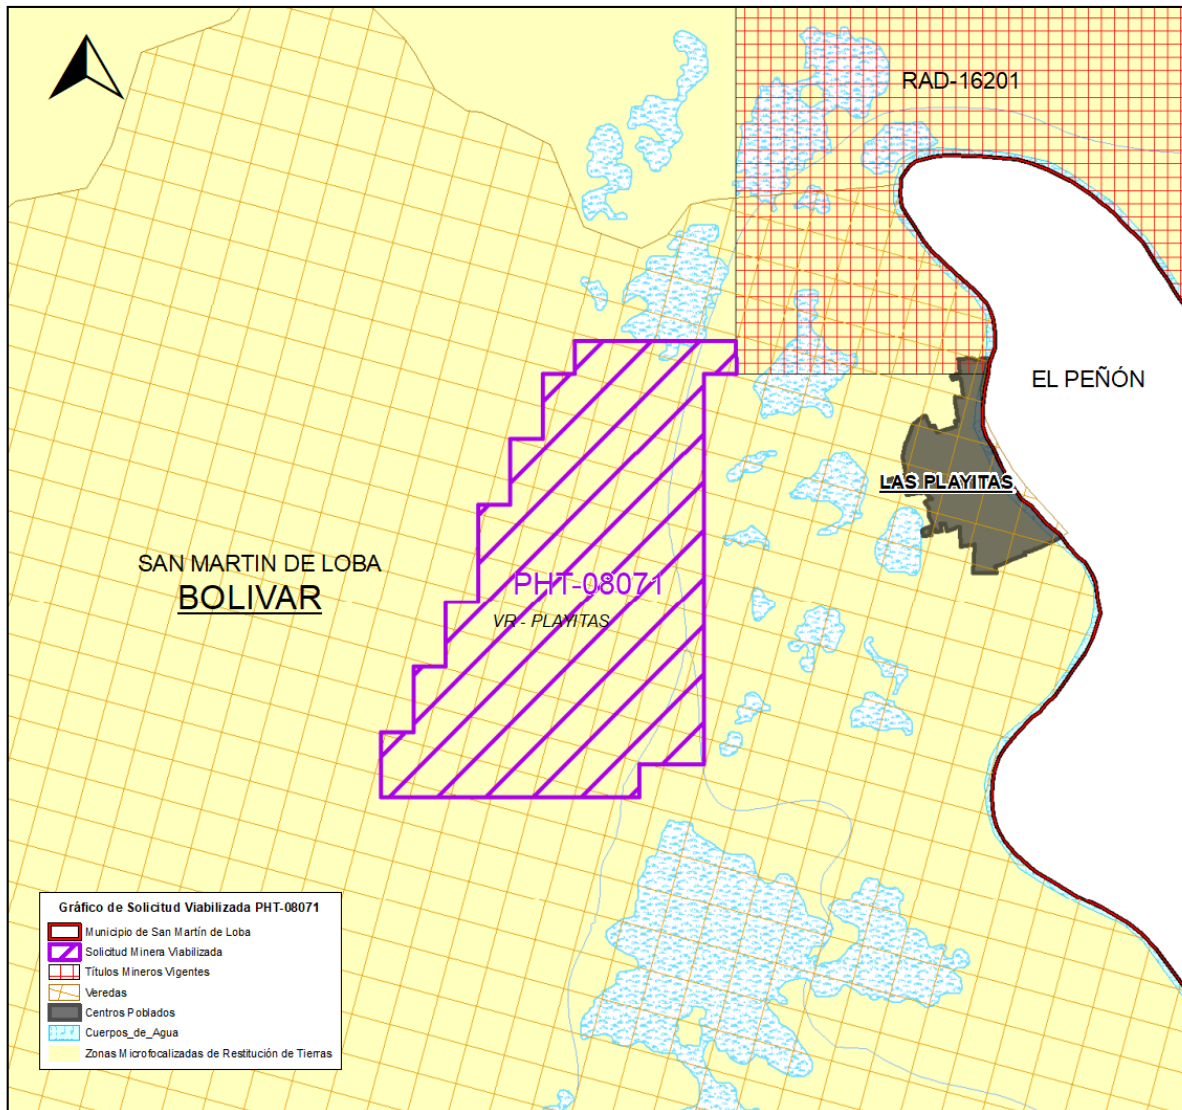 RAD-16201
EL PEÑÓN
LAS PLAYITAS
SAN MARTIN DE LOBA
BOLIVAR
PHT-08071
VR - PLAYITAS
Gráfico de Solicitud Viabilizada PHT-08071
Municipio de San Martín de Loba
Solicitud Minera Viabilizada
Títulos Mineros Vigentes
Veredas
Centros Poblados
Cuerpos_de_Agua
Zonas Microfocalizadas de Restitución de Tierras